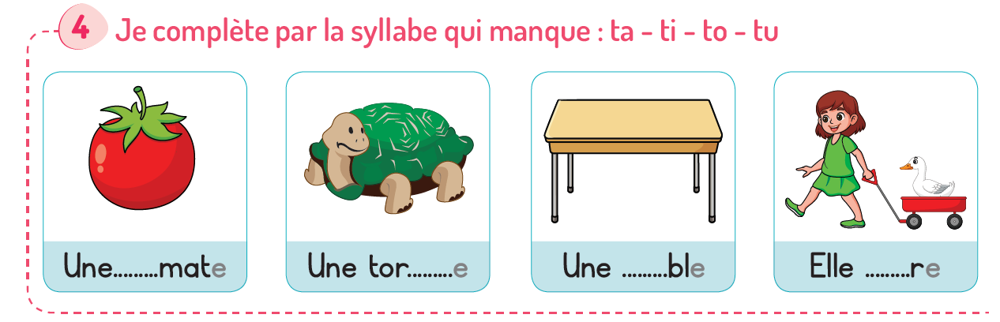 4 Je complète par la syllabe qui manque : ta - ti - to - tu
Une..........mate
Une tor..........e
Une ..........ble
Elle ..........re